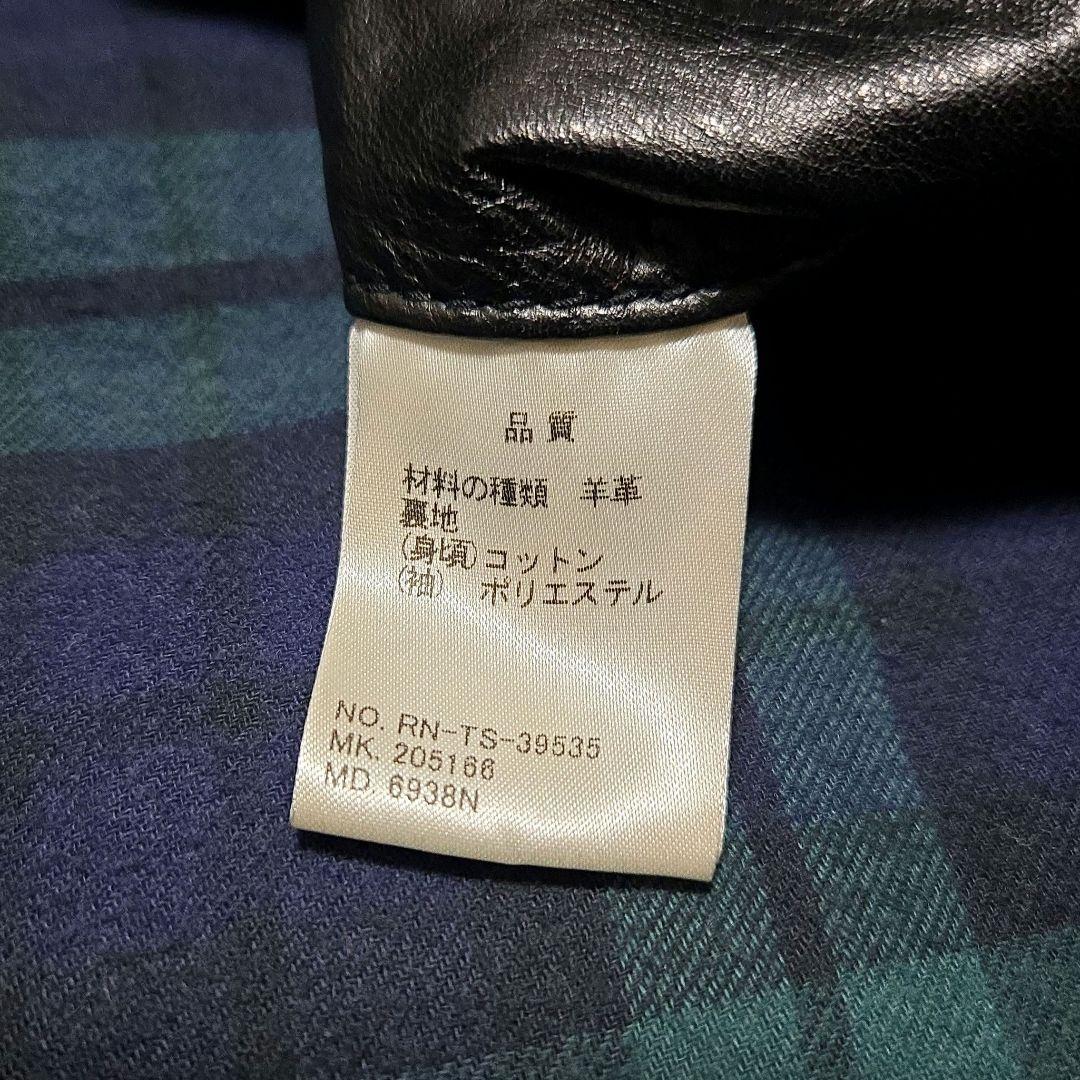 品質
材料の種類 羊革
裏地
(身頃)コットン
(袖) ポリエステル
NO. RN-TS-39535
MK. 205166
MD. 6938N